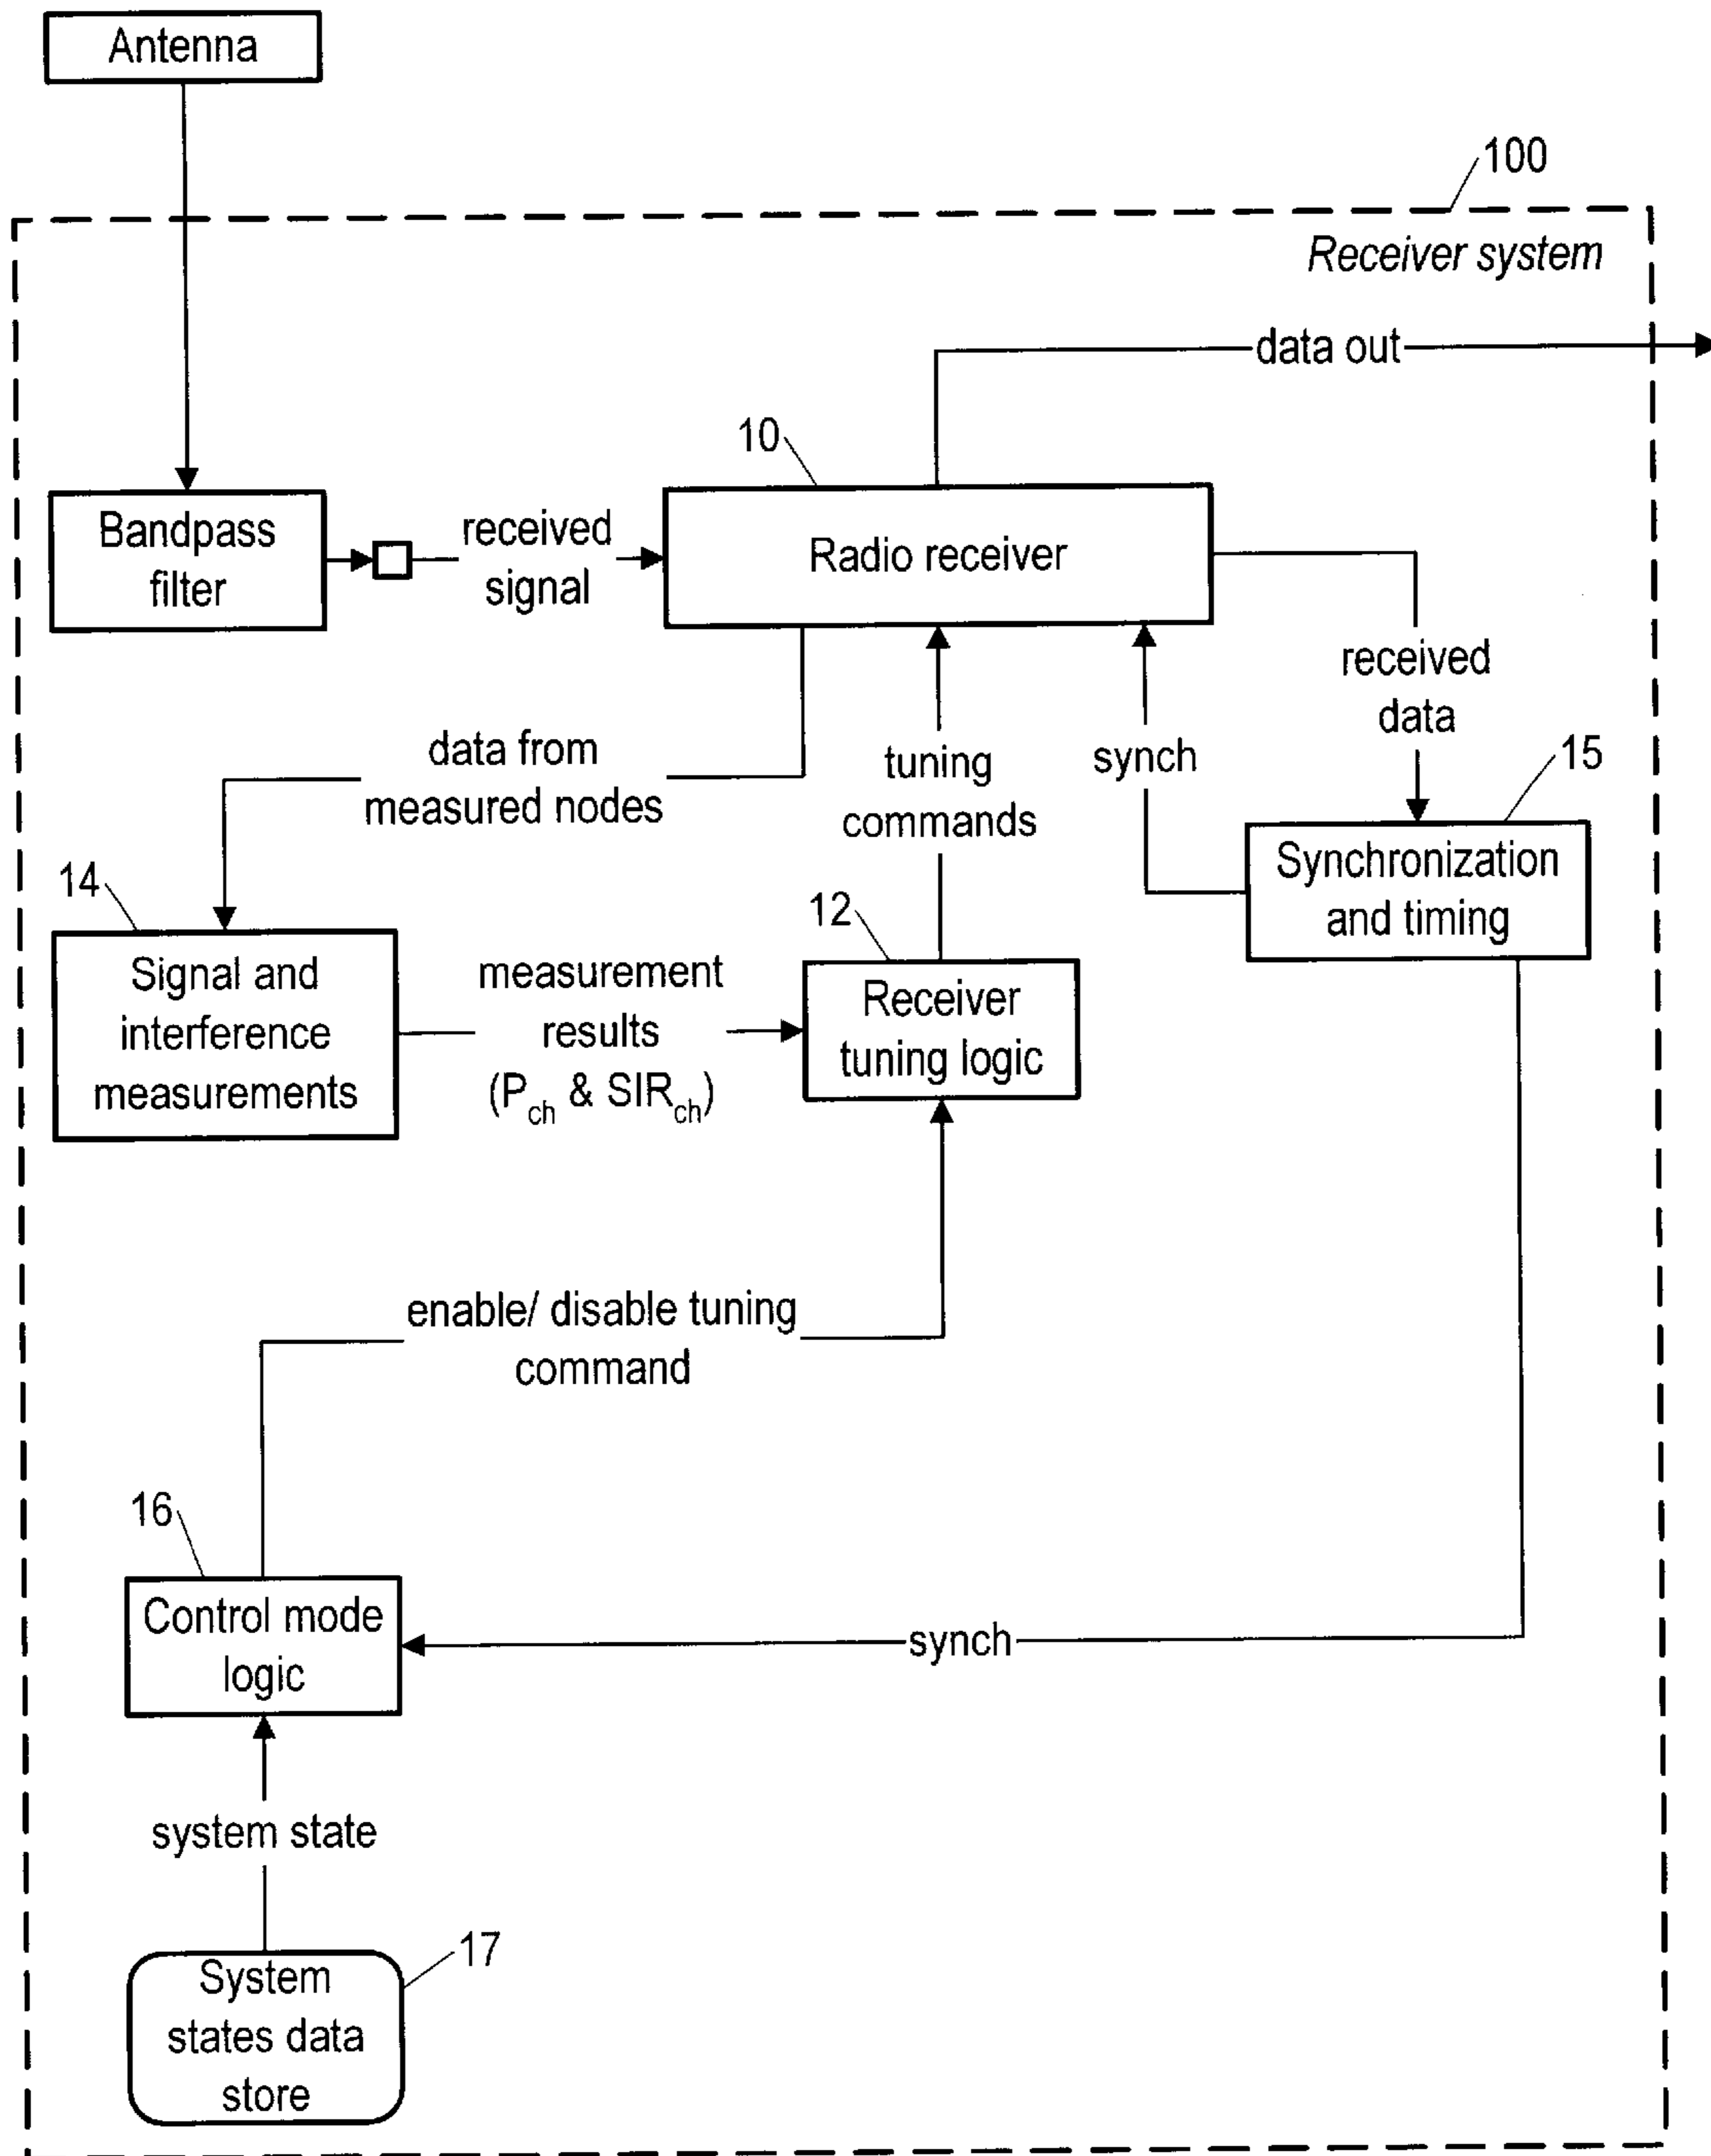 Antenna
100
Receiver system
data out
10
Bandpass
filter
received
signal
Radio receiver
received
data
data from
measured nodes
tuning
commands
synch
15
Synchronization
and timing
14
Signal and
interference
measurements
measurement
results
(Pch & SIRch)
12
Receiver
tuning logic
enable/ disable tuning
command
16
Control mode
logic
synch
system state
17
System
states data
store